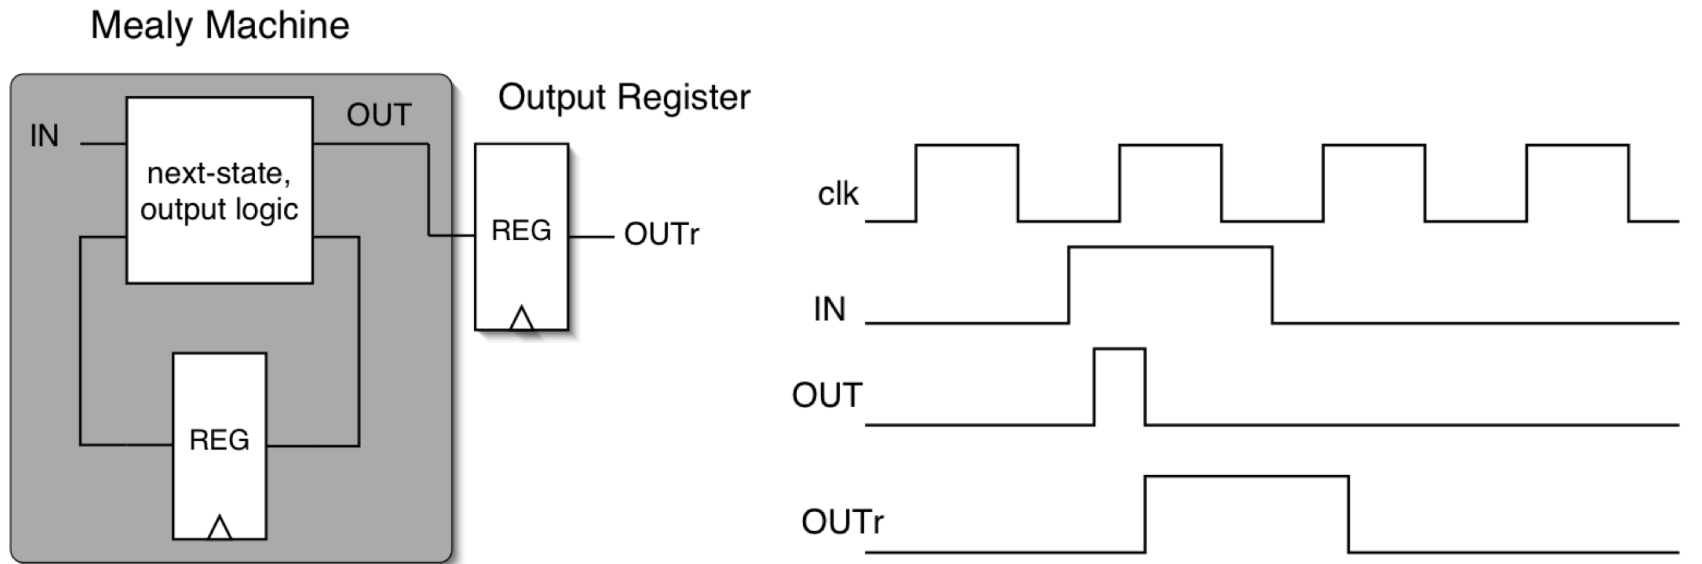 Mealy Machine
IN
OUT
next-state,
output logic
REG
Output Register
REG
OUTr
clk
IN
OUT
OUTr